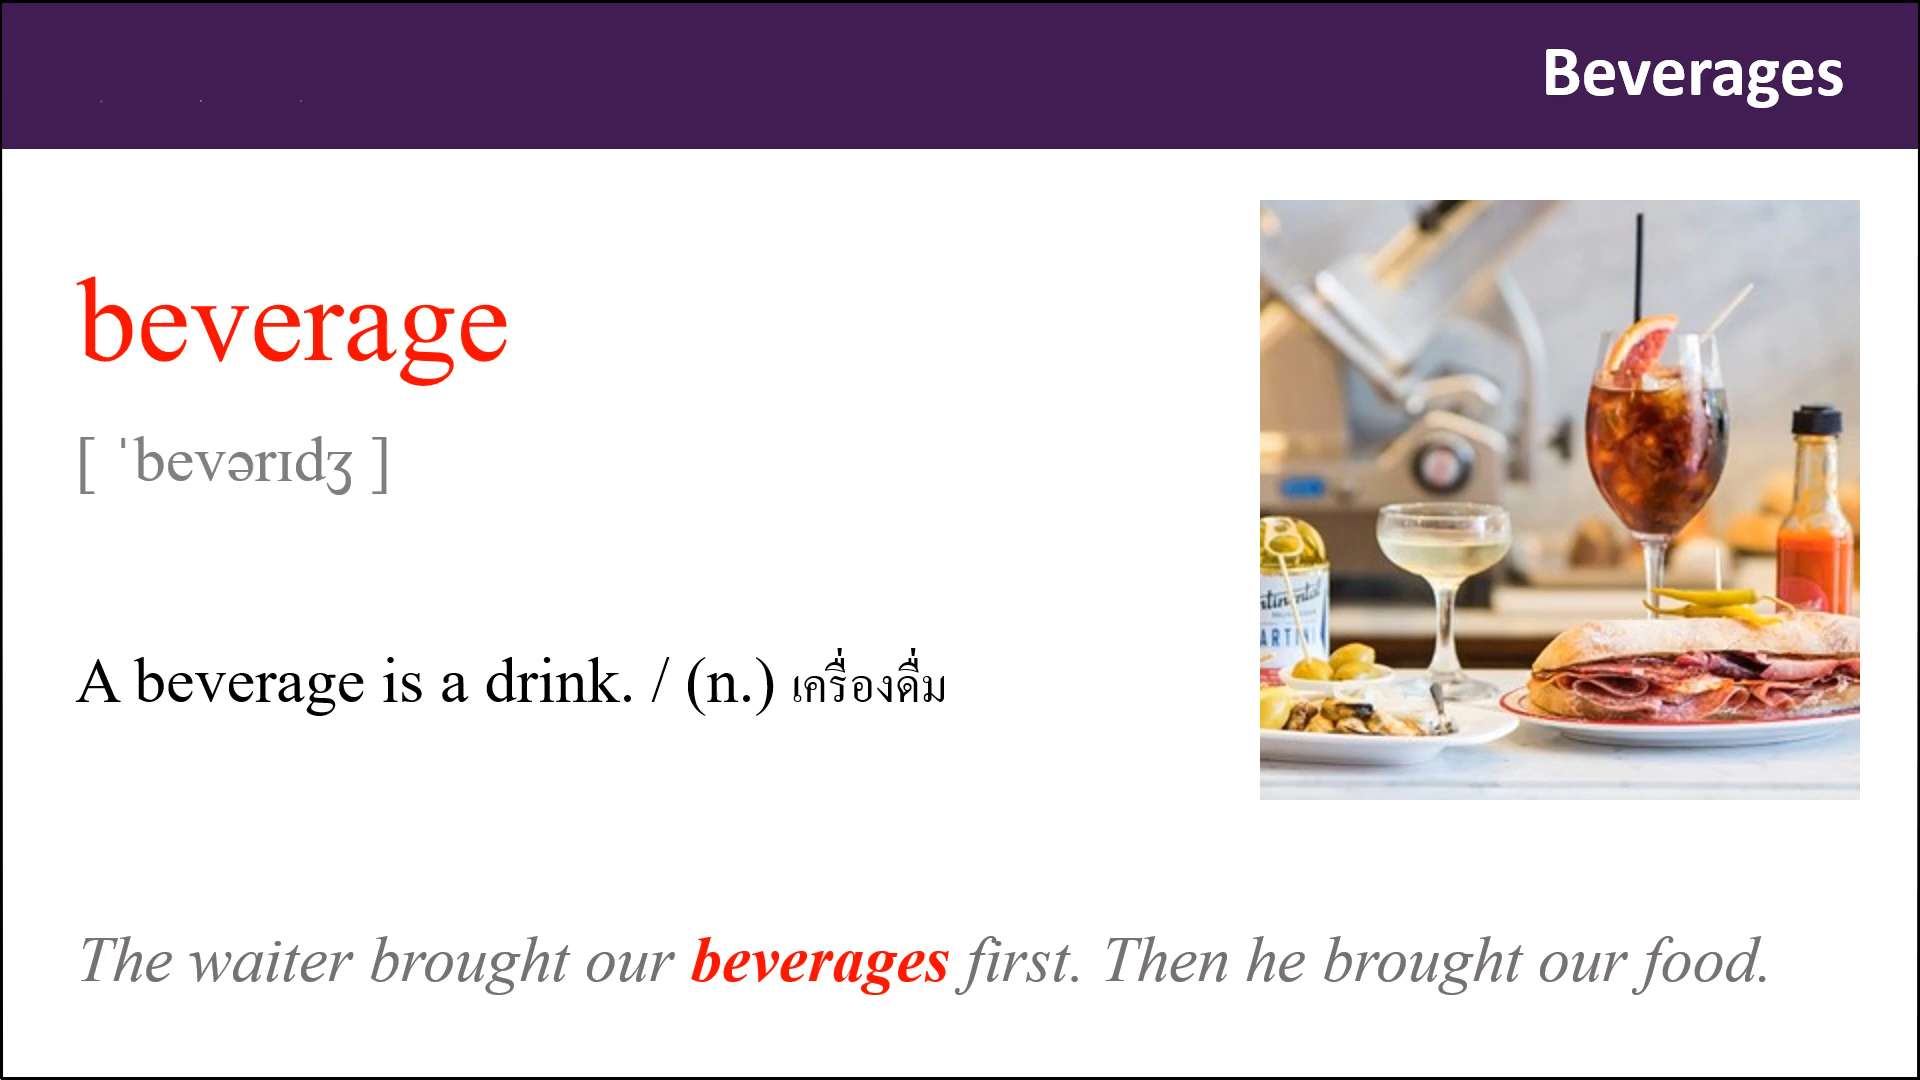 Beverages
beverage
[ ˈbevərɪdʒ ]
A beverage is a drink. / (n.) เครื่องดื่ม
The waiter brought our beverages first. Then he brought our food.